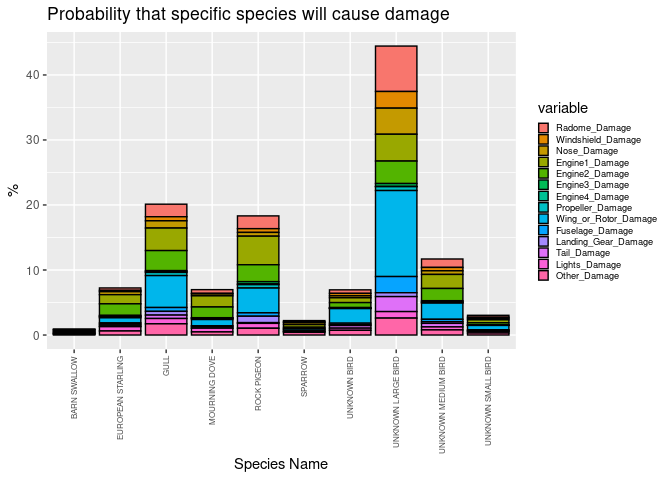 Probability that specific species will cause damage
%
40
30
20
10
0
BARN SWALLOW
EUROPEAN STARLING
GULL
MOURNING DOVE
ROCK PIGEON
SPARROW
UNKNOWN BIRD
UNKNOWN LARGE BIRD
UNKNOWN MEDIUM BIRD
UNKNOWN SMALL BIRD
Species Name
variable
Radome_Damage
Windshield_Damage
Nose_Damage
Engine1_Damage
Engine2_Damage
Engine3_Damage
Engine4_Damage
Propeller_Damage
Wing_or_Rotor_Damage
Fuselage_Damage
Landing_Gear_Damage
Tail_Damage
Lights_Damage
Other_Damage